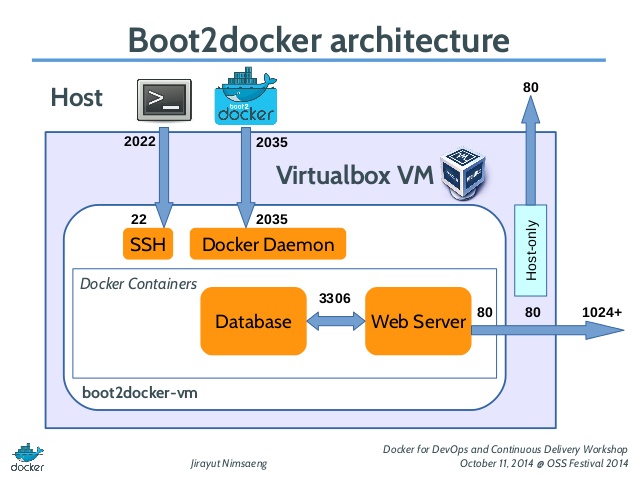 Boot2docker architecture
Host
>_
boot2
docker
80
2022
2035
Virtualbox VM
22
2035
SSH
Docker Daemon
Host-only
Docker Containers
Database
3306
Web Server
80
80
1024+
boot2docker-vm
docker
Jirayut Nimsaeng
Docker for DevOps and Continuous Delivery Workshop
October 11, 2014 @ OSS Festival 2014